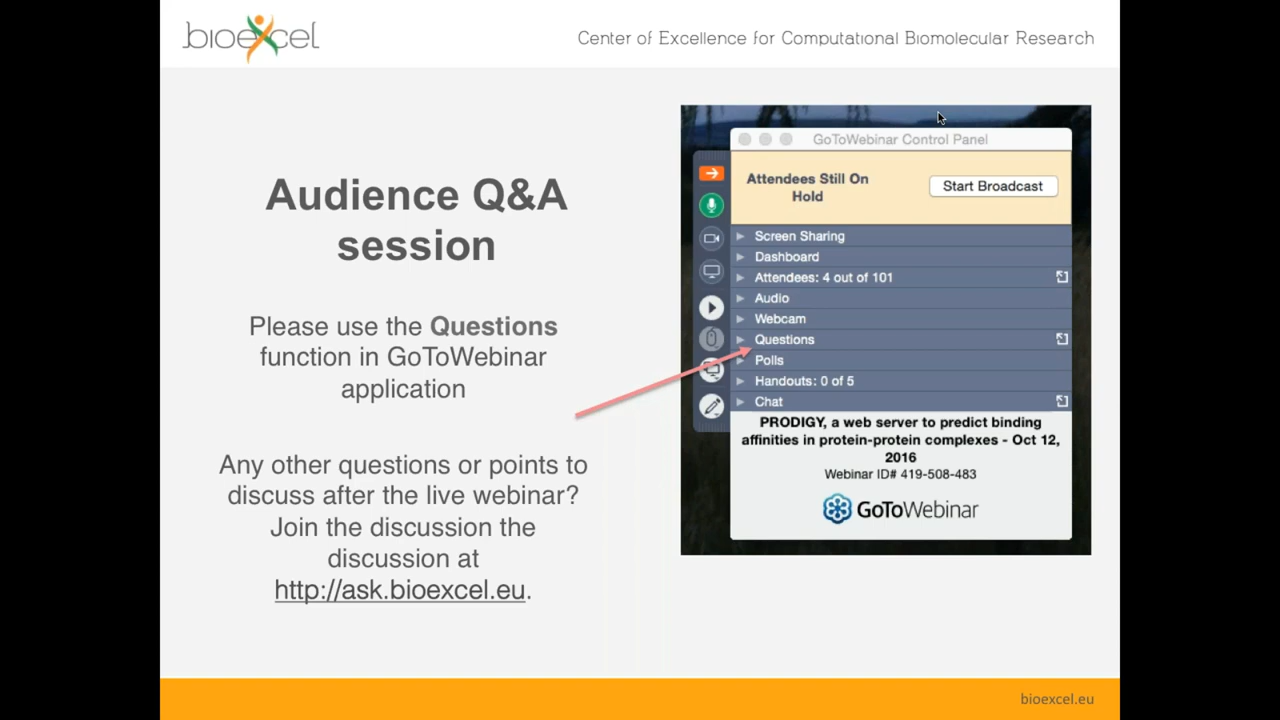 bioexcel
Center of Excellence for Computational Biomolecular Research
Audience Q&A
session
Please use the Questions
function in GoToWebinar
application
Any other questions or points to
discuss after the live webinar?
Join the discussion the
discussion at
http://ask.bioexcel.eu.
GoToWebinar Control Panel
Attendees Still On
Hold
Start Broadcast
Screen Sharing
Dashboard
Attendees: 4 out of 101
Audio
Webcam
Questions
Polls
Handouts: 0 of 5
Chat
PRODIGY, a web server to predict binding
affinities in protein-protein complexes - Oct 12,
2016
Webinar ID# 419-508-483
GoToWebinar
bioexcel.eu